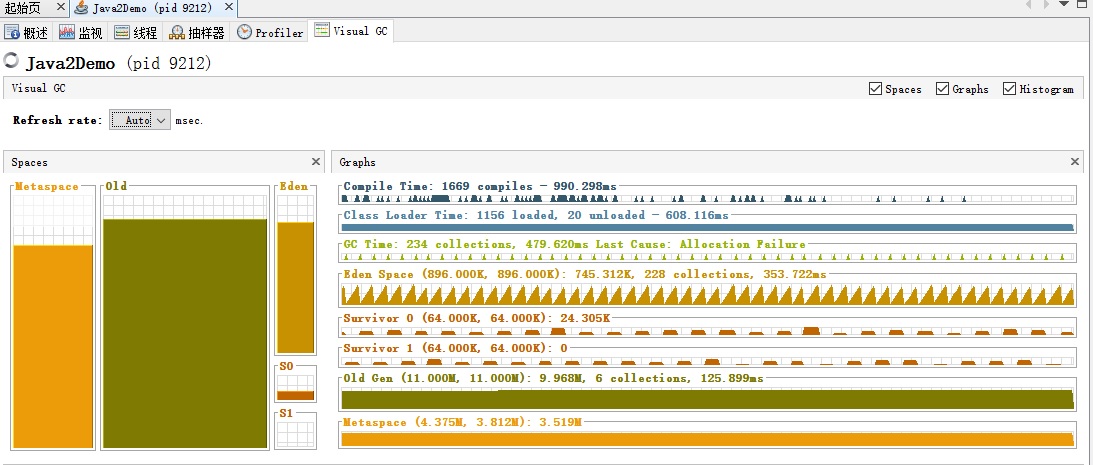 起始页 Java2Demo (pid 9212)
概述 监视 线程 抽样器 Profiler Visual GC
Java2Demo (pid 9212)
Visual GC Spaces Graphs Histogram
Refresh rate: Auto msec.
Spaces Graphs
Metaspace Old Eden
S0
S1
Compile Time: 1669 compiles - 990.298ms
Class Loader Time: 1156 loaded, 20 unloaded - 608.116ms
GC Time: 234 collections, 479.620ms Last Cause: Allocation Failure
Eden Space (896.000K, 896.000K): 745.312K, 228 collections, 353.722ms
Survivor 0 (64.000K, 64.000K): 24.305K
Survivor 1 (64.000K, 64.000K): 0
Old Gen (11.000M, 11.000M): 9.968M, 6 collections, 125.899ms
Metaspace (4.375M, 3.812M): 3.519M